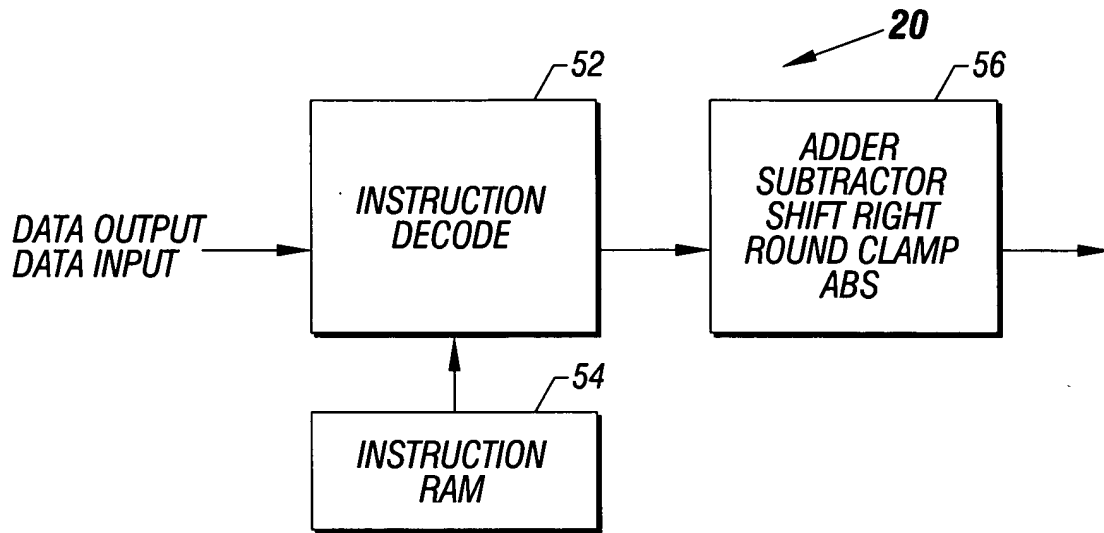 20
52
56
INSTRUCTION
DECODE
ADDER
SUBTRACTOR
SHIFT RIGHT
ROUND CLAMP
ABS
DATA OUTPUT
DATA INPUT
54
INSTRUCTION
RAM